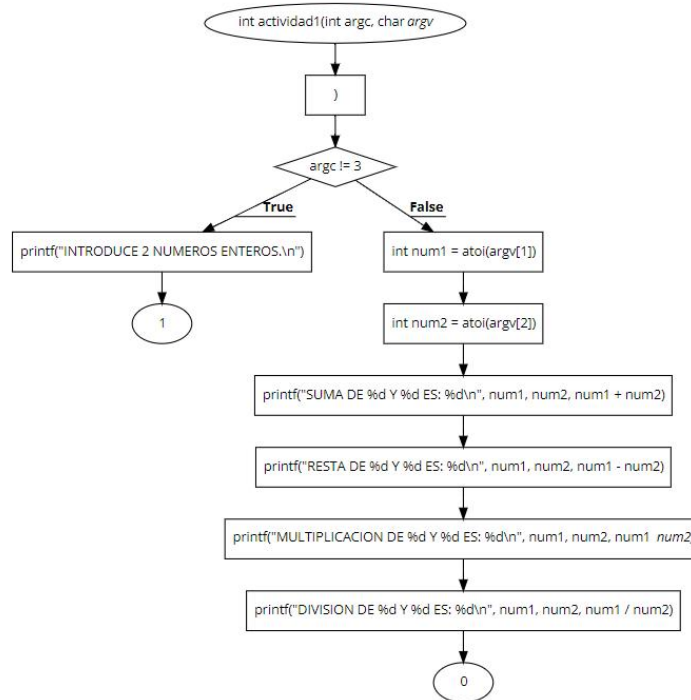 int actividad1(int argc, char argv
)
argc != 3
True
False
printf("INTRODUCE 2 NUMEROS ENTEROS.\n")
int num1 = atoi(argv[1])
1
int num2 = atoi(argv[2])
printf("SUMA DE %d Y %d ES: %d\n", num1, num2, num1 + num2)
printf("RESTA DE %d Y %d ES: %d\n", num1, num2, num1 - num2)
printf("MULTIPLICACION DE %d Y %d ES: %d\n", num1, num2, num1 num2
printf("DIVISION DE %d Y %d ES: %d\n", num1, num2, num1 / num2)
0